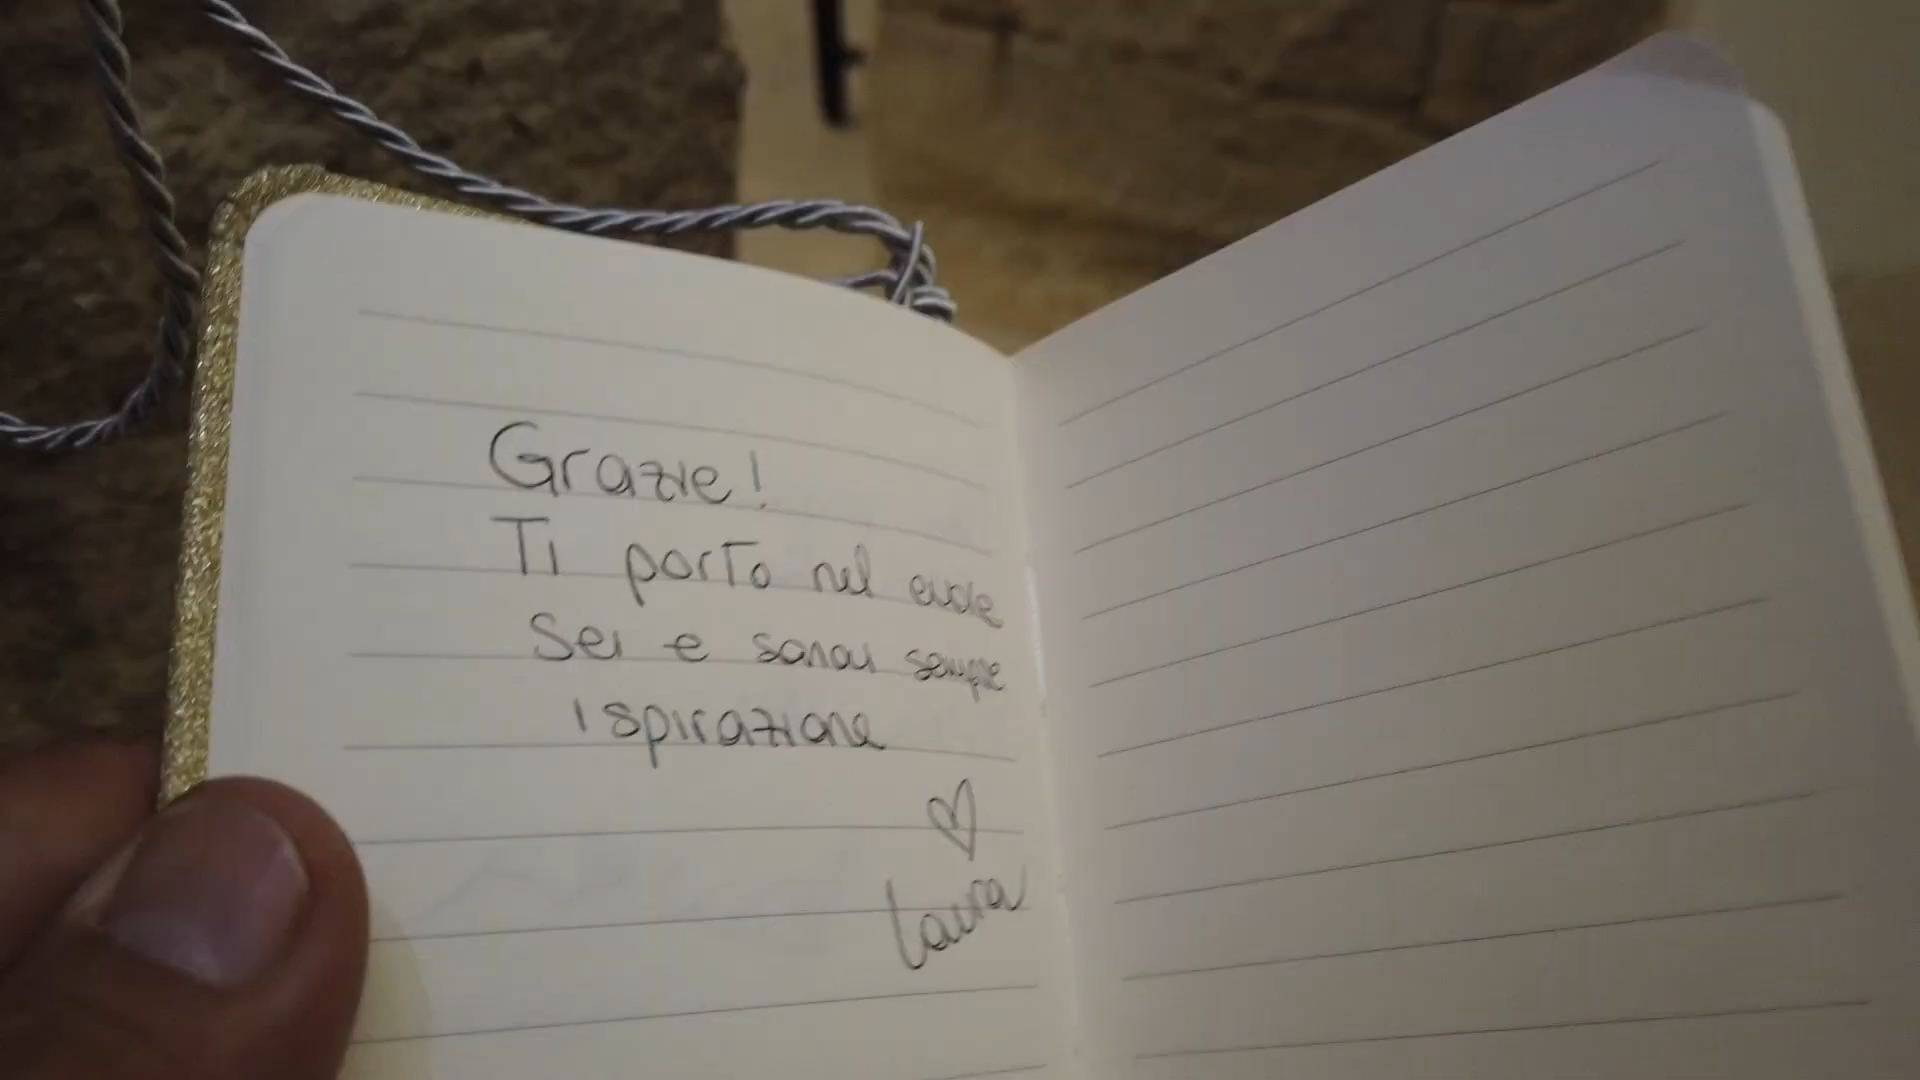 Grazie!
Ti porto nel cuore
Sei e sarai sempre
ispirazione
Laura